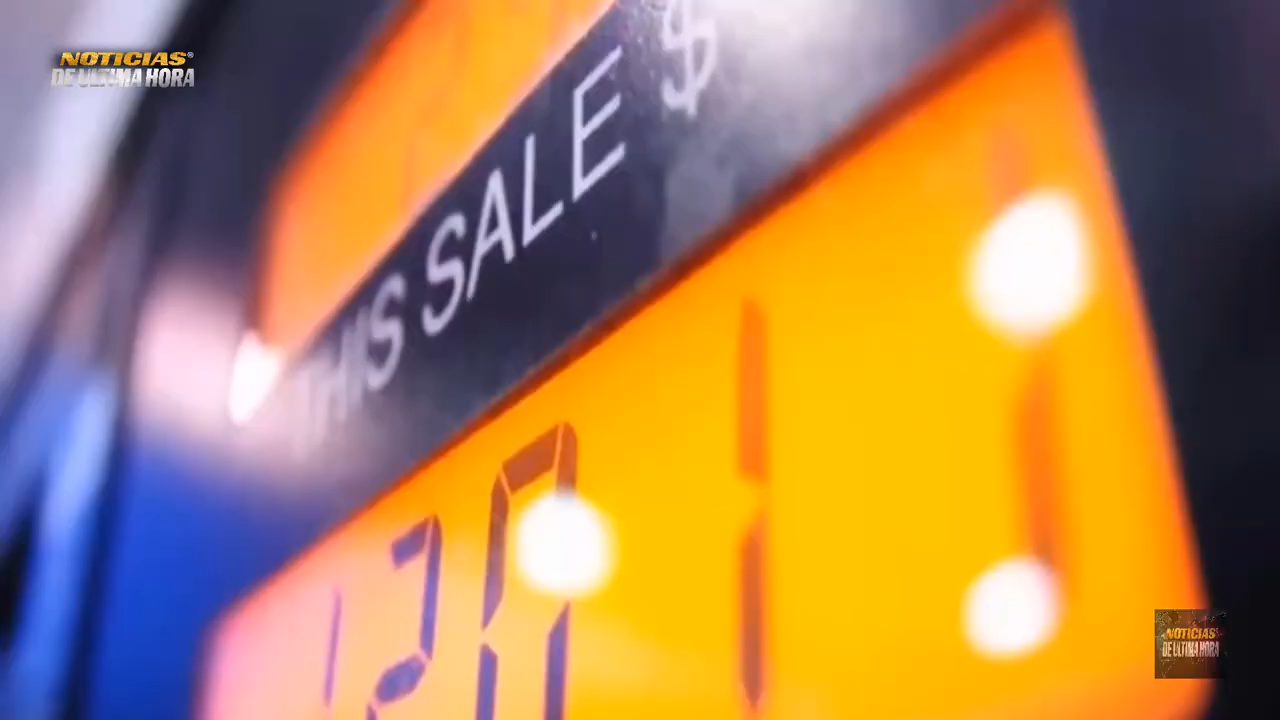 NOTICIAS®
DE ULTIMA HORA
THIS SALE $
NOTICIAS
DE ULTIMA HORA